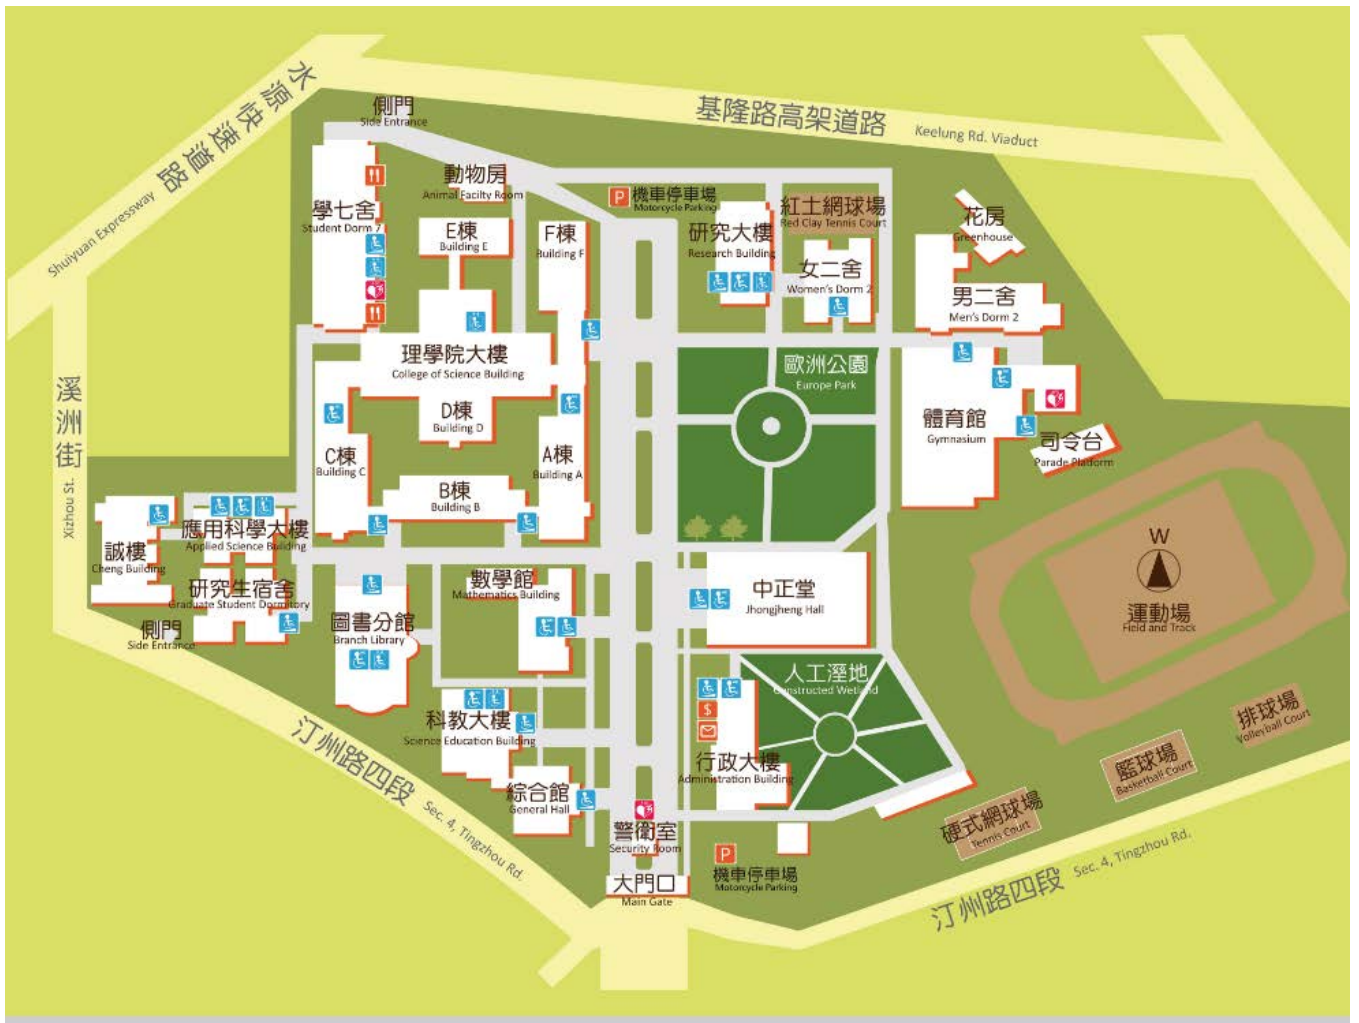 水源快速道路
Shuiyuan Expressway
基隆路高架道路
Keelung Rd. Viaduct
側門
Side Entrance
動物房
Animal Facilty Room
P
機車停車場
Motorcycle Parking
學七舍
Student Dorm 7
E棟
Building E
F棟
Building F
研究大樓
Research Building
紅土網球場
Red Clay Tennis Court
女二舍
Women's Dorm 2
花房
Greenhouse
男二舍
Men's Dorm 2
理學院大樓
College of Science Building
歐洲公園
Europe Park
溪洲街
Xizhou St.
D棟
Building D
C棟
Building C
A棟
Building A
B棟
Building B
體育館
Gymnasium
司令台
Parade Pladorm
誠樓
Cheng Building
應用科學大樓
Applied Science Building
研究生宿舍
Graduate Student Dormitory
側門
Side Entrance
圖書分館
Branch Library
數學館
Mathematics Building
中正堂
Jhongjheng Hall
W
運動場
Field and Track
人工溼地
Constructed Wetland
科教大樓
Science Education Building
$
行政大樓
Administration Building
排球場
Volleyball Court
籃球場
Basketball Court
硬式網球場
Tennis Court
綜合館
General Hall
警衛室
Security Room
P
機車停車場
Motorcycle Parking
大門口
Main Gate
汀州路四段
Sec. 4, Tingzhou Rd.
汀州路四段
Sec. 4, Tingzhou Rd.